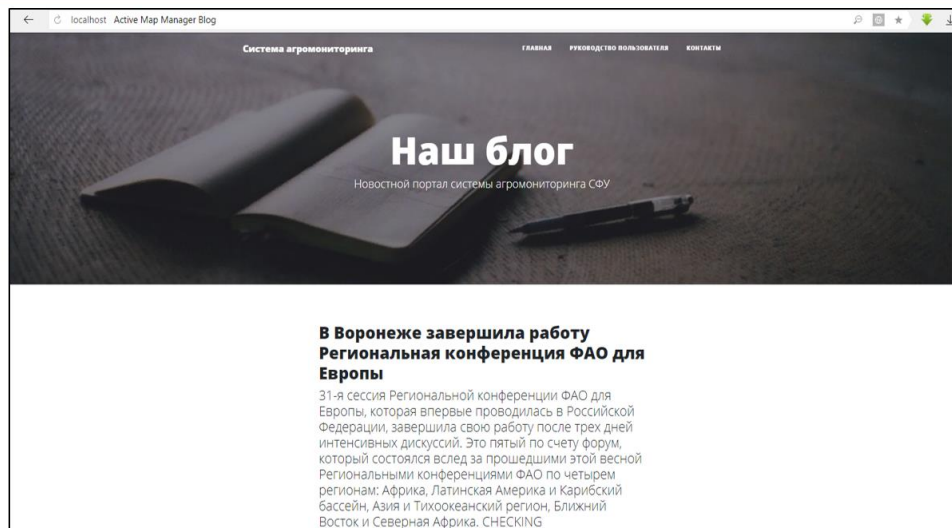 localhost Active Map Manager Blog
Система агромониторинга ГЛАВНАЯ РУКОВОДСТВО ПОЛЬЗОВАТЕЛЯ КОНТАКТЫ
Наш блог
Новостной портал системы агромониторинга СФУ
В Воронеже завершила работу
Региональная конференция ФАО для
Европы
31-я сессия Региональной конференции ФАО для
Европы, которая впервые проводилась в Российской
Федерации, завершила свою работу после трех дней
интенсивных дискуссий. Это пятый по счету форум,
который состоялся вслед за прошедшими этой весной
Региональными конференциями ФАО по четырем
регионам: Африка, Латинская Америка и Карибский
бассейн, Азия и Тихоокеанский регион, Ближний
Восток и Северная Африка. CHECKING